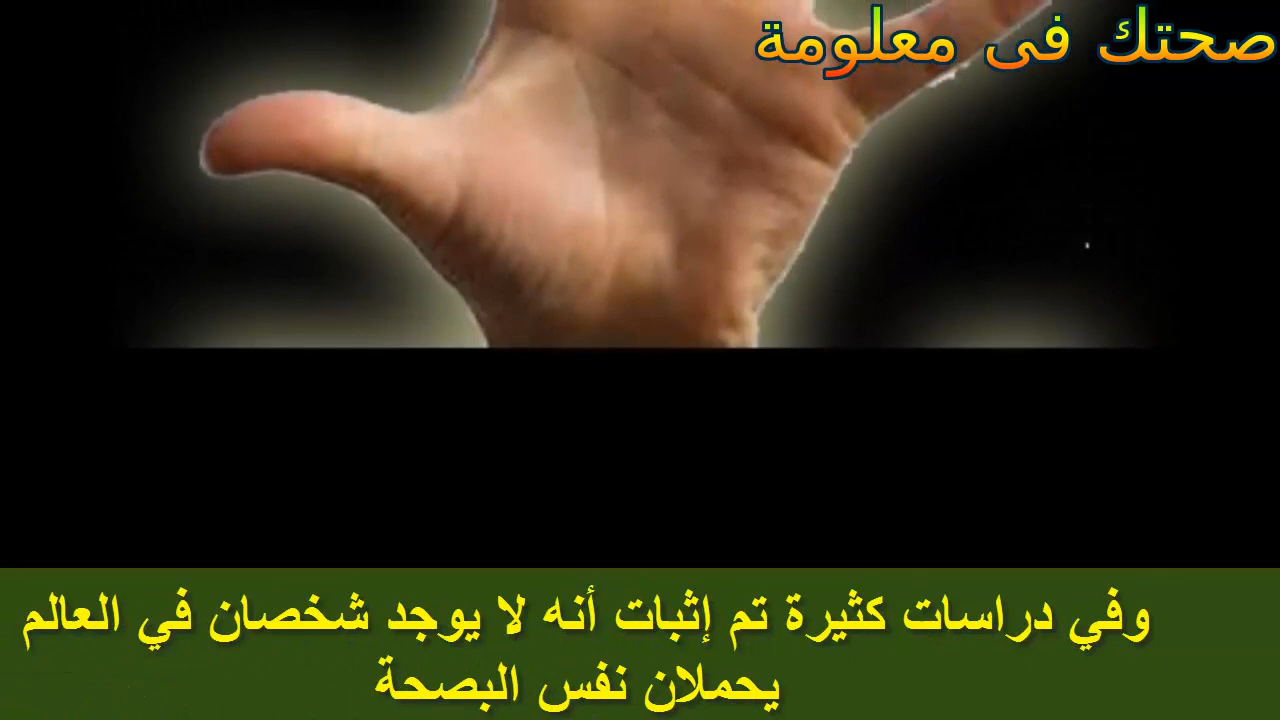 صحتك فى معلومة
وفي دراسات كثيرة تم إثبات أنه لا يوجد شخصان في العالم
يحملان نفس البصحة